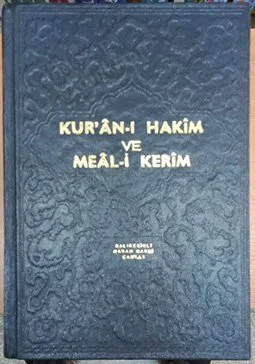 KUR'ÂN-I HAKÎM
VE
MEÂL-İ KERÎM
BALIKESİRLİ
HASAN BASRİ
ÇANTAY